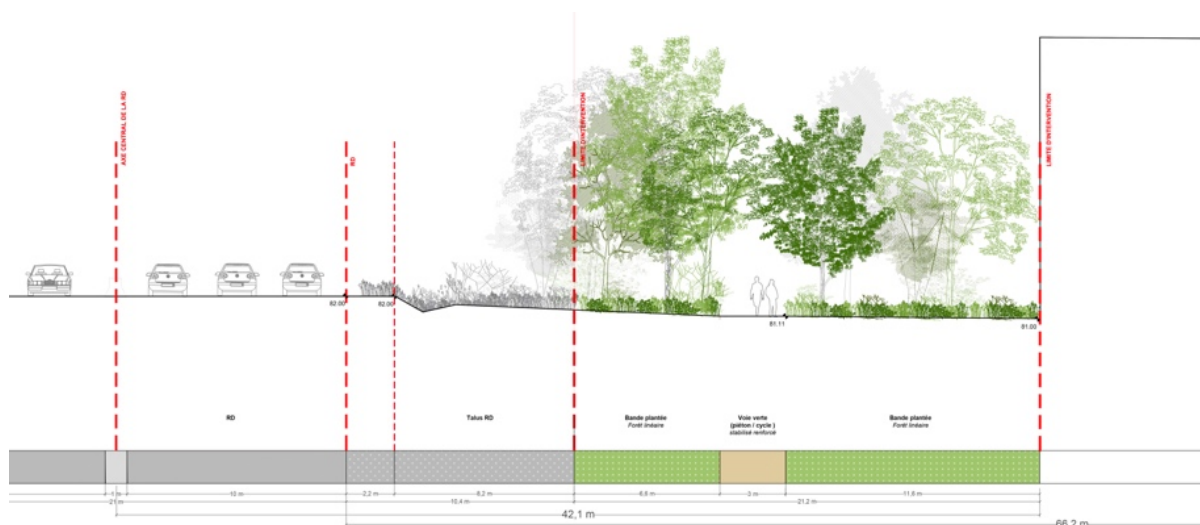 AXE CENTRAL DE LA RD
RD
LIMITE D'INTERVENTION
LIMITE D'INTERVENTION
82.00
82.00
81.11
81.00
RD
Talus RD
Bande plantée
Forêt linéaire
Voie verte
(piéton / cycle )
stabilisé renforcé
Bande plantée
Forêt linéaire
1 m
10 m
2,2 m
8,2 m
6,6 m
3 m
11,6 m
21 m
10,4 m
21,2 m
42,1 m
66,2 m